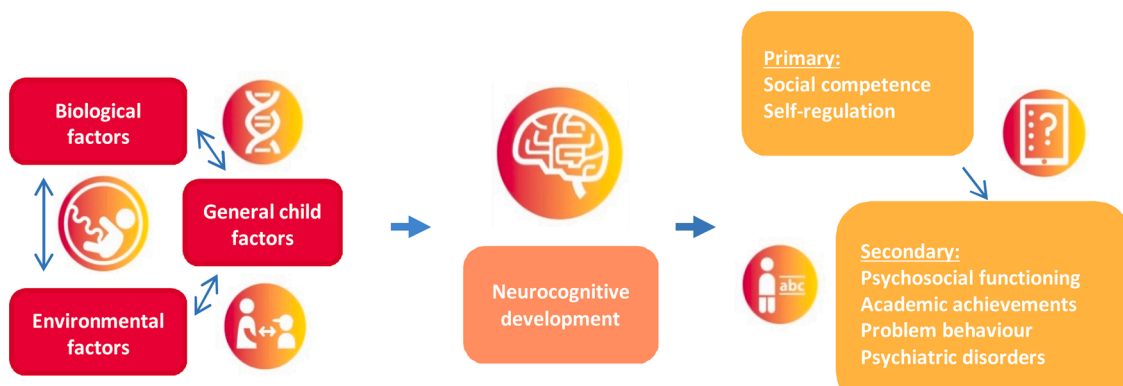 Biological
factors
General child
factors
Environmental
factors
Neurocognitive
development
Primary:
Social competence
Self-regulation
?
abc
Secondary:
Psychosocial functioning
Academic achievements
Problem behaviour
Psychiatric disorders